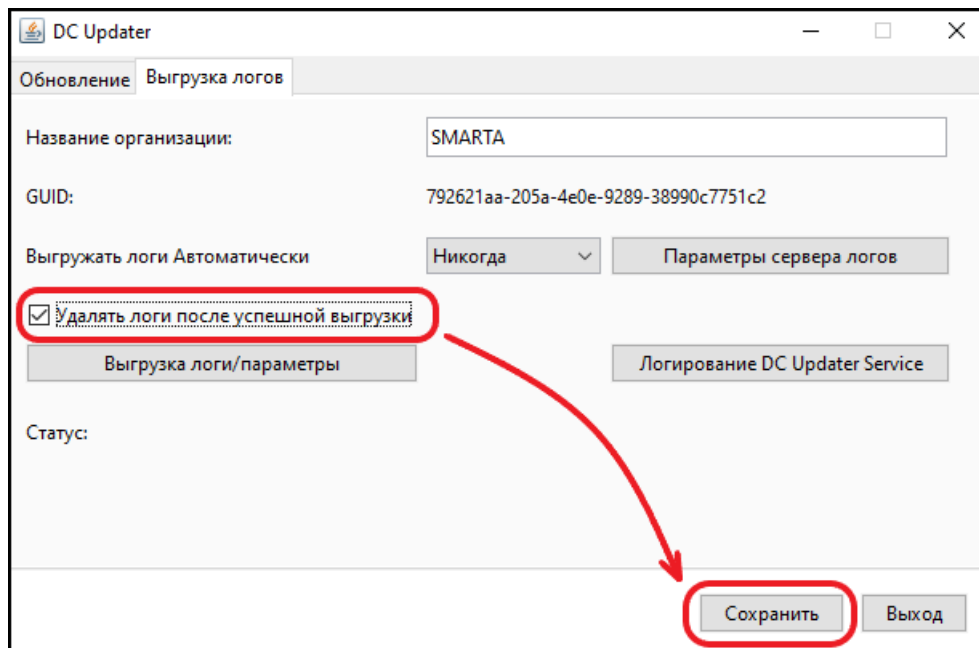 DC Updater
Обновление Выгрузка логов
Название организации: SMARTA
GUID: 792621aa-205a-4e0e-9289-38990c7751c2
Выгружать логи Автоматически Никогда Параметры сервера логов
Удалять логи после успешной выгрузки
Выгрузка логи/параметры Логирование DC Updater Service
Статус:
Сохранить Выход